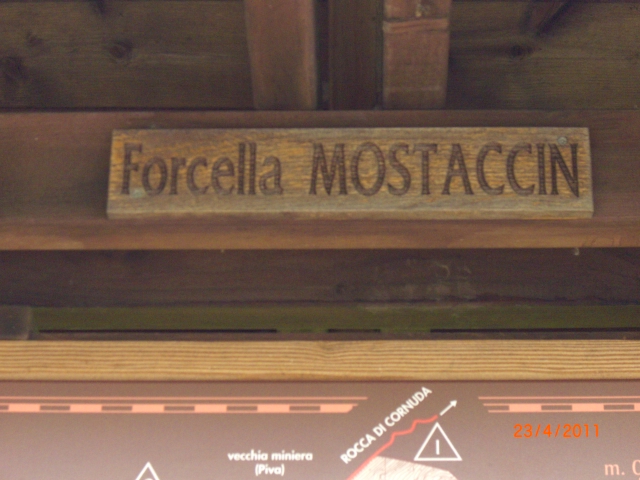 Forcella MOSTACCIN
ROCCA DI CORNUDA
I
vecchia miniera
(Piva)
23/4/2011
m.